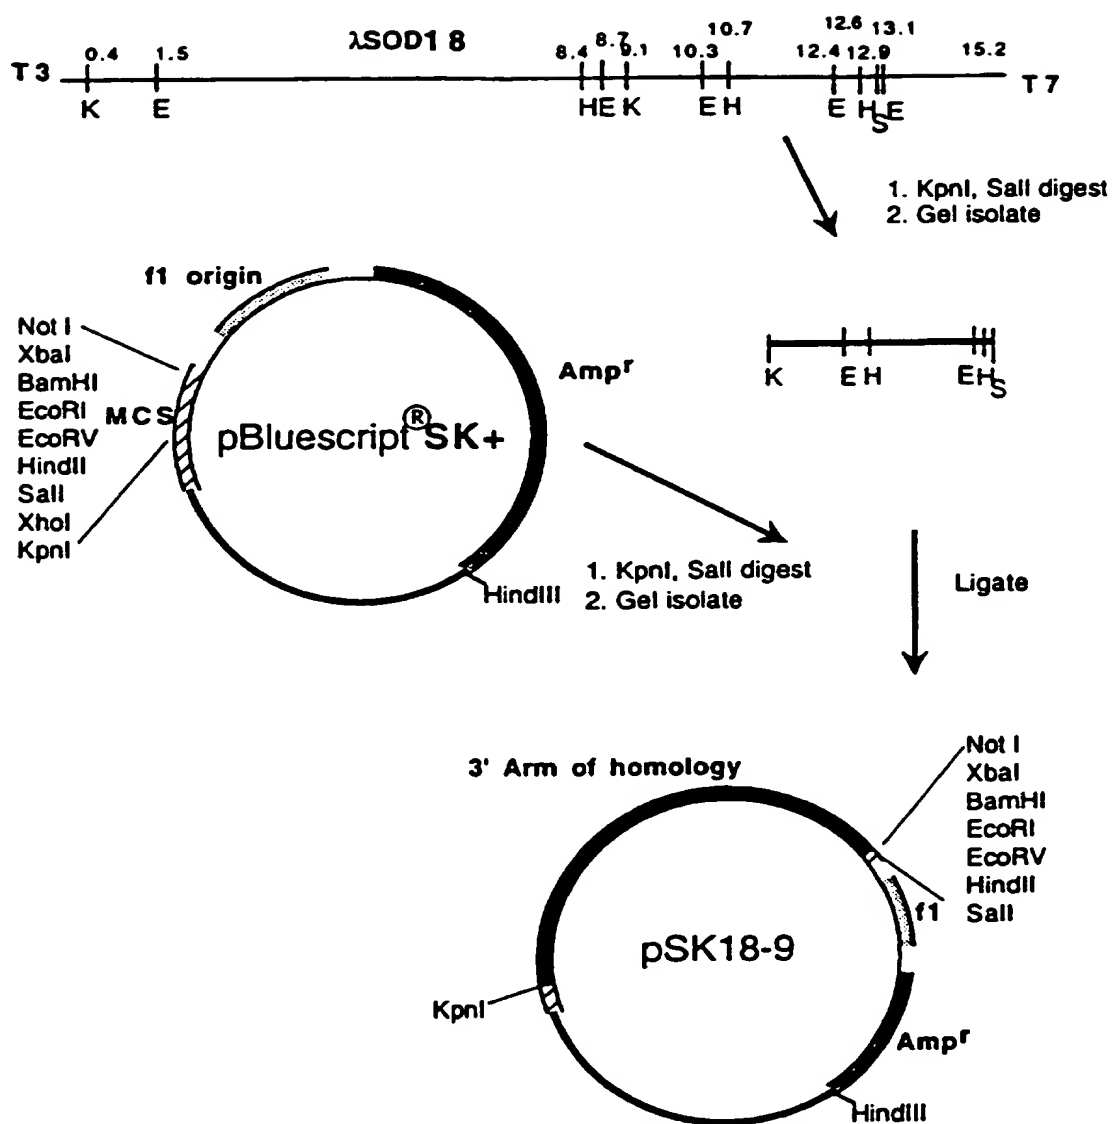 λSOD1 8
T3 0.4 1.5 8.4 8.7 9.1 10.3 10.7 12.4 12.6 12.9 13.1 15.2 T7
K E H E K E H E H S E
1. KpnI, SalI digest
2. Gel isolate
f1 origin
Not I
XbaI
BamHI
EcoRI
EcoRV
HindII
SalI
XhoI
KpnI
MCS
pBluescript® SK+
Ampr
HindIII
K E H E H S
1. KpnI, SalI digest
2. Gel isolate
Ligate
3' Arm of homology
Not I
XbaI
BamHI
EcoRI
EcoRV
HindII
SalI
f1
pSK18-9
KpnI
Ampr
HindIII